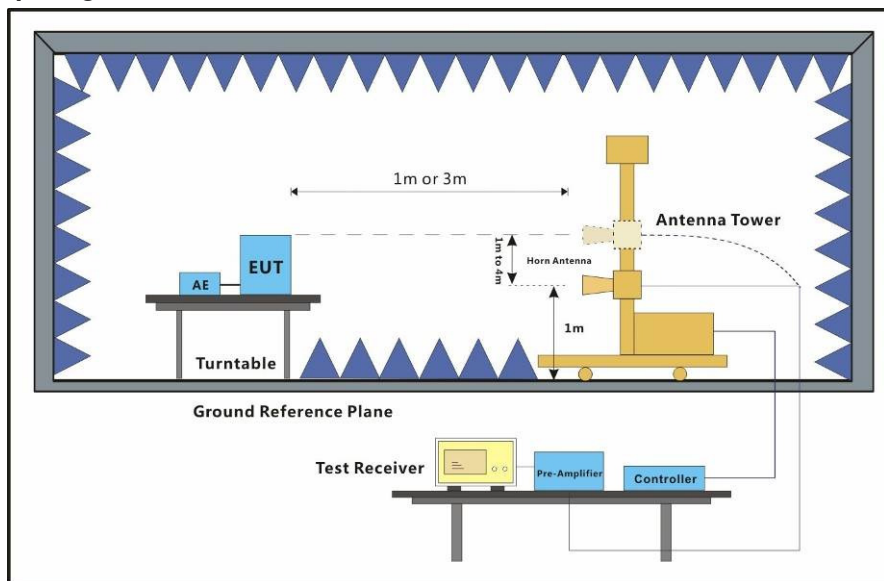 1m or 3m
Antenna Tower
1m to 4m
Horn Antenna
EUT
AE
1m
Turntable
Ground Reference Plane
Test Receiver
Pre-Amplifier
Controller